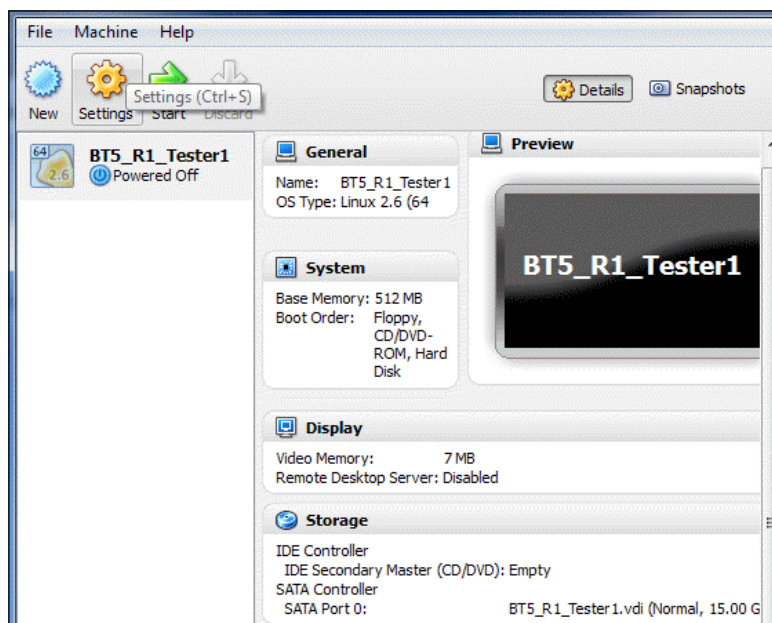 File Machine Help
New Settings Start Discard
Settings (Ctrl+S)
Details Snapshots
64
2.6
BT5_R1_Tester1
Powered Off
General
Name: BT5_R1_Tester1
OS Type: Linux 2.6 (64
System
Base Memory: 512 MB
Boot Order: Floppy,
CD/DVD-
ROM, Hard
Disk
Preview
BT5_R1_Tester1
Display
Video Memory: 7 MB
Remote Desktop Server: Disabled
Storage
IDE Controller
IDE Secondary Master (CD/DVD): Empty
SATA Controller
SATA Port 0: BT5_R1_Tester1.vdi (Normal, 15.00 G